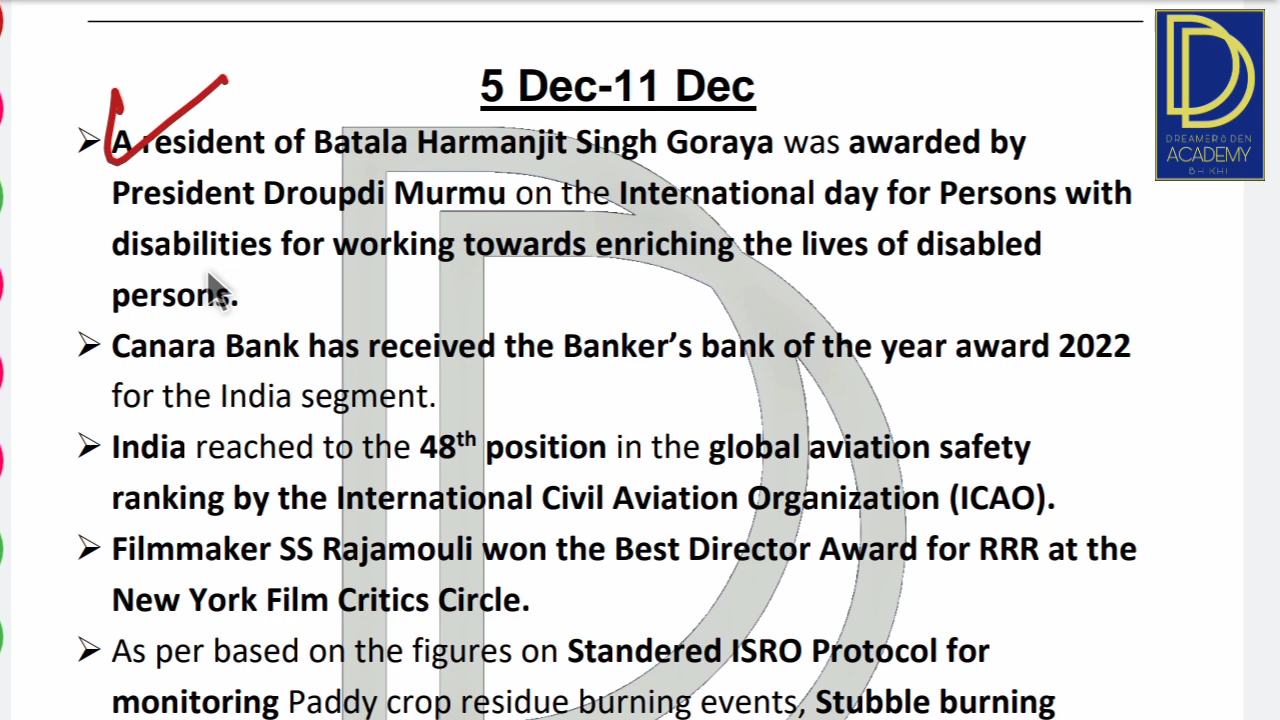 5 Dec-11 Dec
➢ A resident of Batala Harmanjit Singh Goraya was awarded by
President Droupdi Murmu on the International day for Persons with
disabilities for working towards enriching the lives of disabled
persons.
➢ Canara Bank has received the Banker’s bank of the year award 2022
for the India segment.
➢ India reached to the 48th position in the global aviation safety
ranking by the International Civil Aviation Organization (ICAO).
➢ Filmmaker SS Rajamouli won the Best Director Award for RRR at the
New York Film Critics Circle.
➢ As per based on the figures on Standered ISRO Protocol for
monitoring Paddy crop residue burning events, Stubble burning
DREAMER'S DEN
ACADEMY
BHIKHI